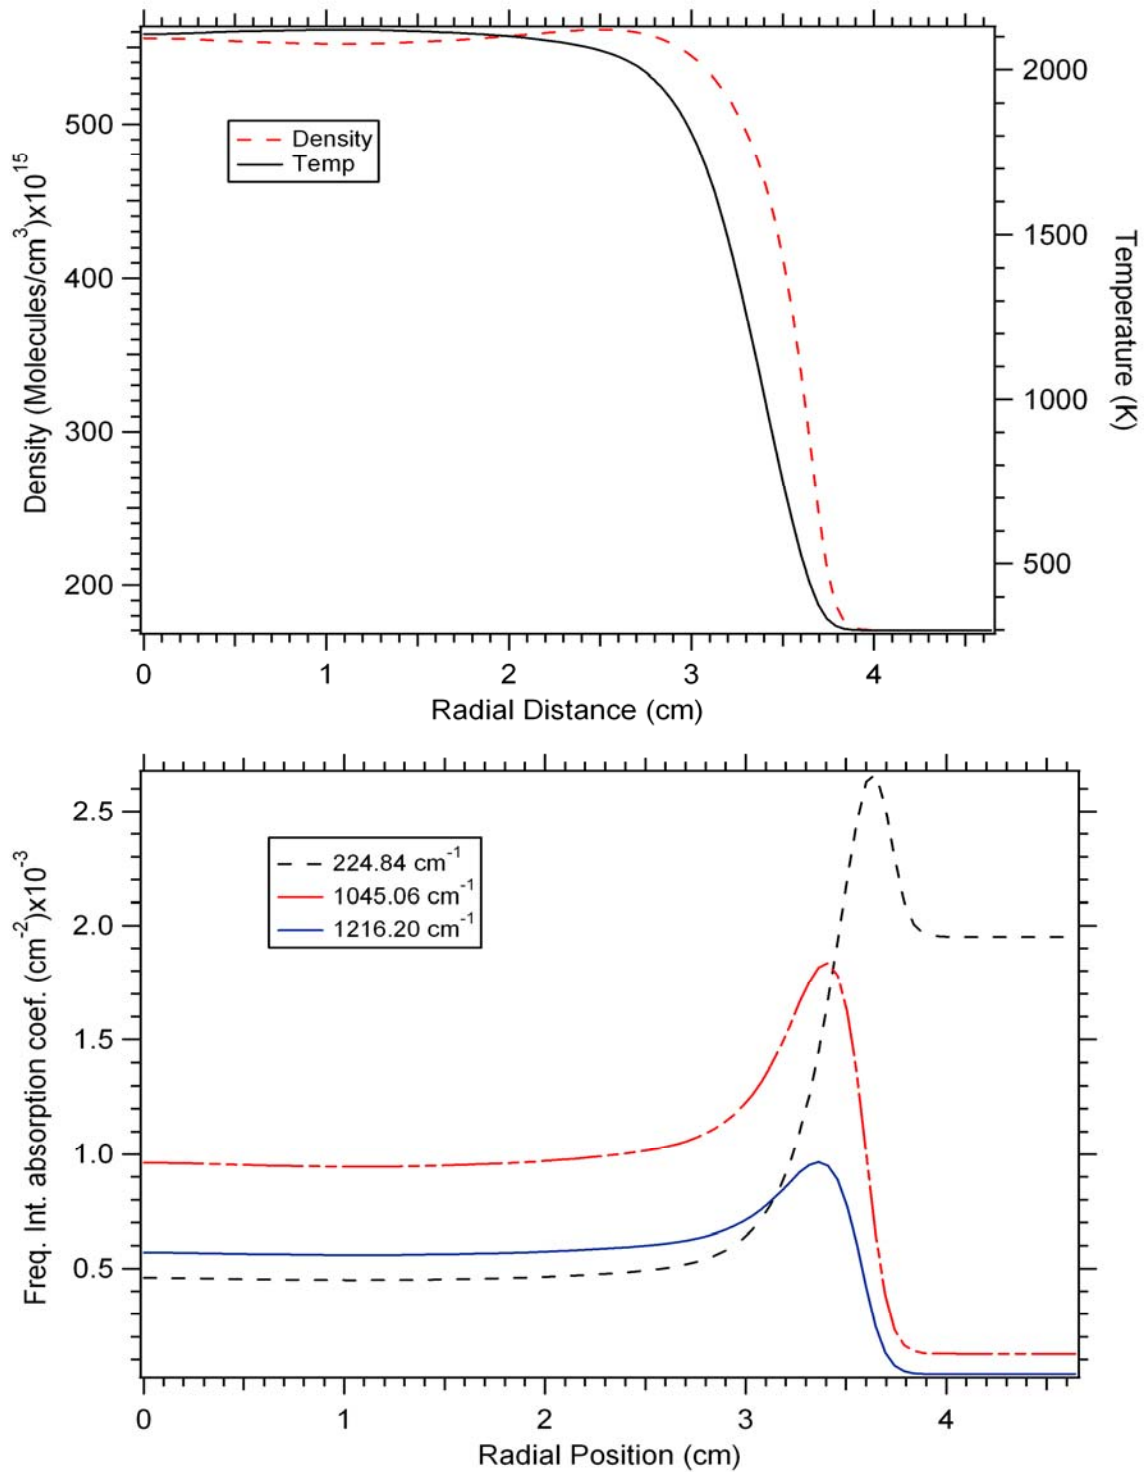 500
400
300
200
2000
1500
1000
500
Density (Molecules/cm³)x10¹⁵
Temperature (K)
Density
Temp
0 1 2 3 4
Radial Distance (cm)
2.5
2.0
1.5
1.0
0.5
Freq. Int. absorption coef. (cm⁻²)x10⁻³
224.84 cm⁻¹
1045.06 cm⁻¹
1216.20 cm⁻¹
0 1 2 3 4
Radial Position (cm)